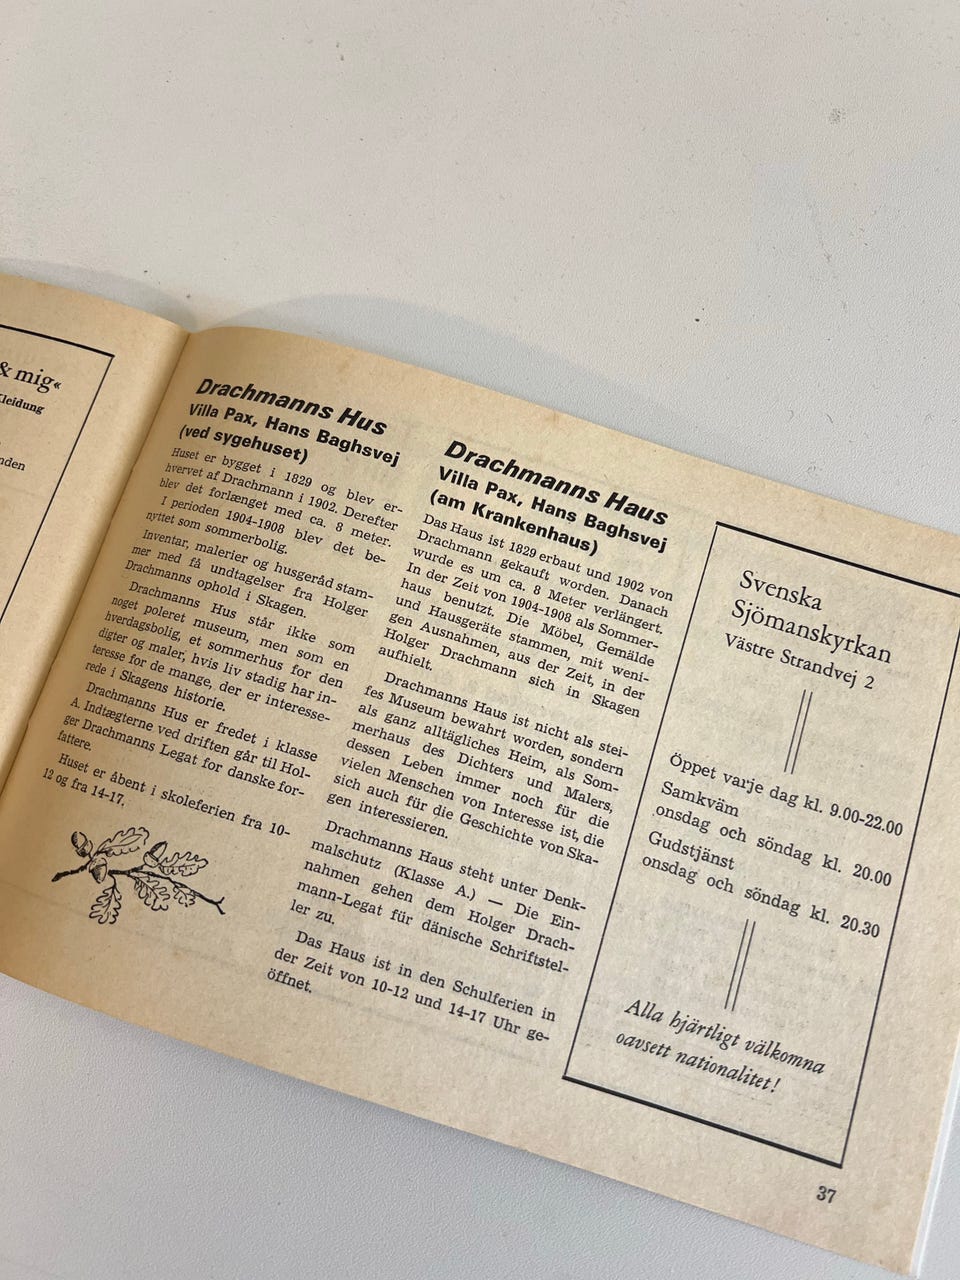 & mig«
Kleidung
nden
Drachmanns Hus
Villa Pax, Hans Baghsvej
(ved sygehuset)
Huset er bygget i 1829 og blev er-
hvervet af Drachmann i 1902. Derefter
blev det forlænget med ca. 8 meter.
I perioden 1904-1908 blev det be-
nyttet som sommerbolig.
Inventar, malerier og husgeråd stam-
mer med få undtagelser fra Holger
Drachmanns ophold i Skagen.
Drachmanns Hus står ikke som
noget poleret museum, men som en
hverdagsbolig, et sommerhus for den
digter og maler, hvis liv stadig har in-
teresse for de mange, der er interesse-
rede i Skagens historie.
Drachmanns Hus er fredet i klasse
A. Indtægterne ved driften går til Hol-
ger Drachmanns Legat for danske for-
fattere.
Huset er åbent i skoleferien fra 10-
12 og fra 14-17.
Drachmanns Haus
Villa Pax, Hans Baghsvej
(am Krankenhaus)
Das Haus ist 1829 erbaut und 1902 von
Drachmann gekauft worden. Danach
wurde es um ca. 8 Meter verlängert.
In der Zeit von 1904-1908 als Sommer-
haus benutzt. Die Möbel, Gemälde
und Hausgeräte stammen, mit weni-
gen Ausnahmen, aus der Zeit, in der
Holger Drachmann sich in Skagen
aufhielt.
Drachmanns Haus ist nicht als stei-
fes Museum bewahrt worden, sondern
als ganz alltägliches Heim, als Som-
merhaus des Dichters und Malers,
dessen Leben immer noch für die
vielen Menschen von Interesse ist, die
sich auch für die Geschichte von Ska-
gen interessieren.
Drachmanns Haus steht unter Denk-
malschutz (Klasse A.) — Die Ein-
nahmen gehen dem Holger Drach-
mann-Legat für dänische Schriftstel-
ler zu.
Das Haus ist in den Schulferien in
der Zeit von 10-12 und 14-17 Uhr ge-
öffnet.
Svenska
Sjömanskyrkan
Västre Strandvej 2
Öppet varje dag kl. 9.00-22.00
Samkväm
onsdag och söndag kl. 20.00
Gudstjänst
onsdag och söndag kl. 20.30
Alla hjärtligt välkomna
oavsett nationalitet!
37